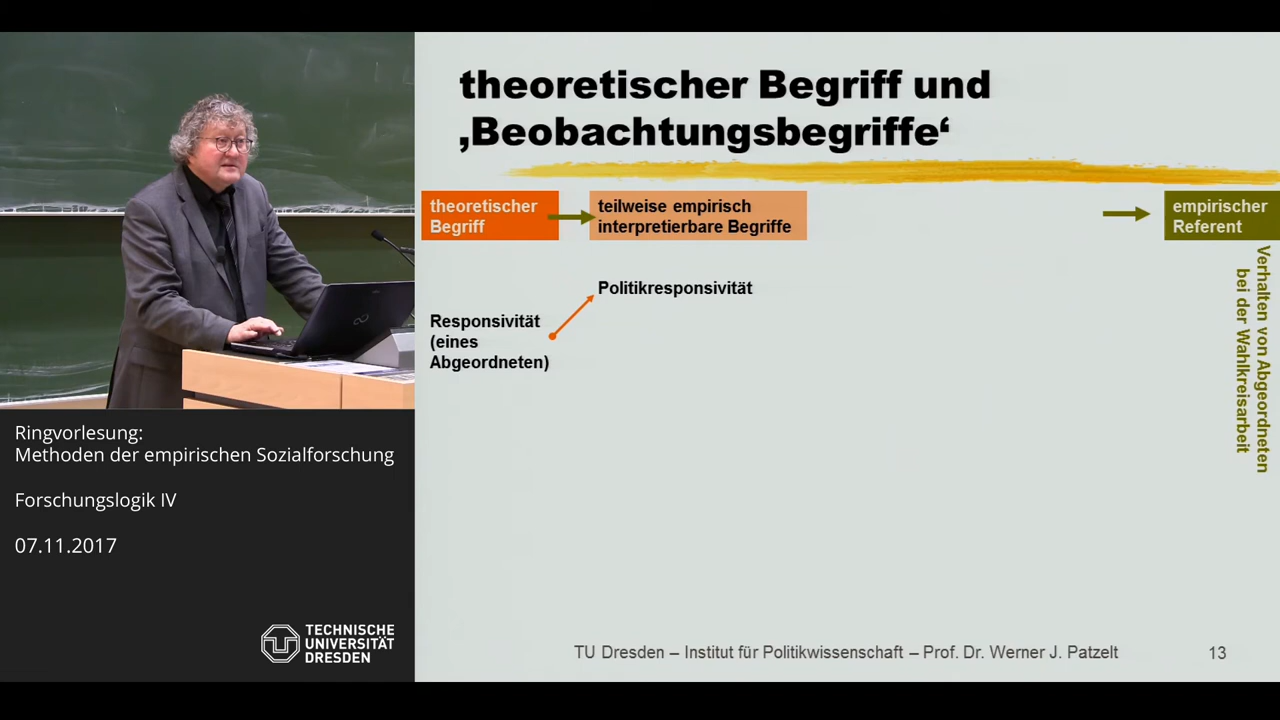 theoretischer Begriff und
‚Beobachtungsbegriffe‘
theoretischer
Begriff
teilweise empirisch
interpretierbare Begriffe
empirischer
Referent
Politikresponsivität
Responsivität
(eines
Abgeordneten)
Verhalten von Abgeordneten
bei der Wahlkreisarbeit
Ringvorlesung:
Methoden der empirischen Sozialforschung
Forschungslogik IV
07.11.2017
TECHNISCHE
UNIVERSITÄT
DRESDEN
TU Dresden – Institut für Politikwissenschaft – Prof. Dr. Werner J. Patzelt
13